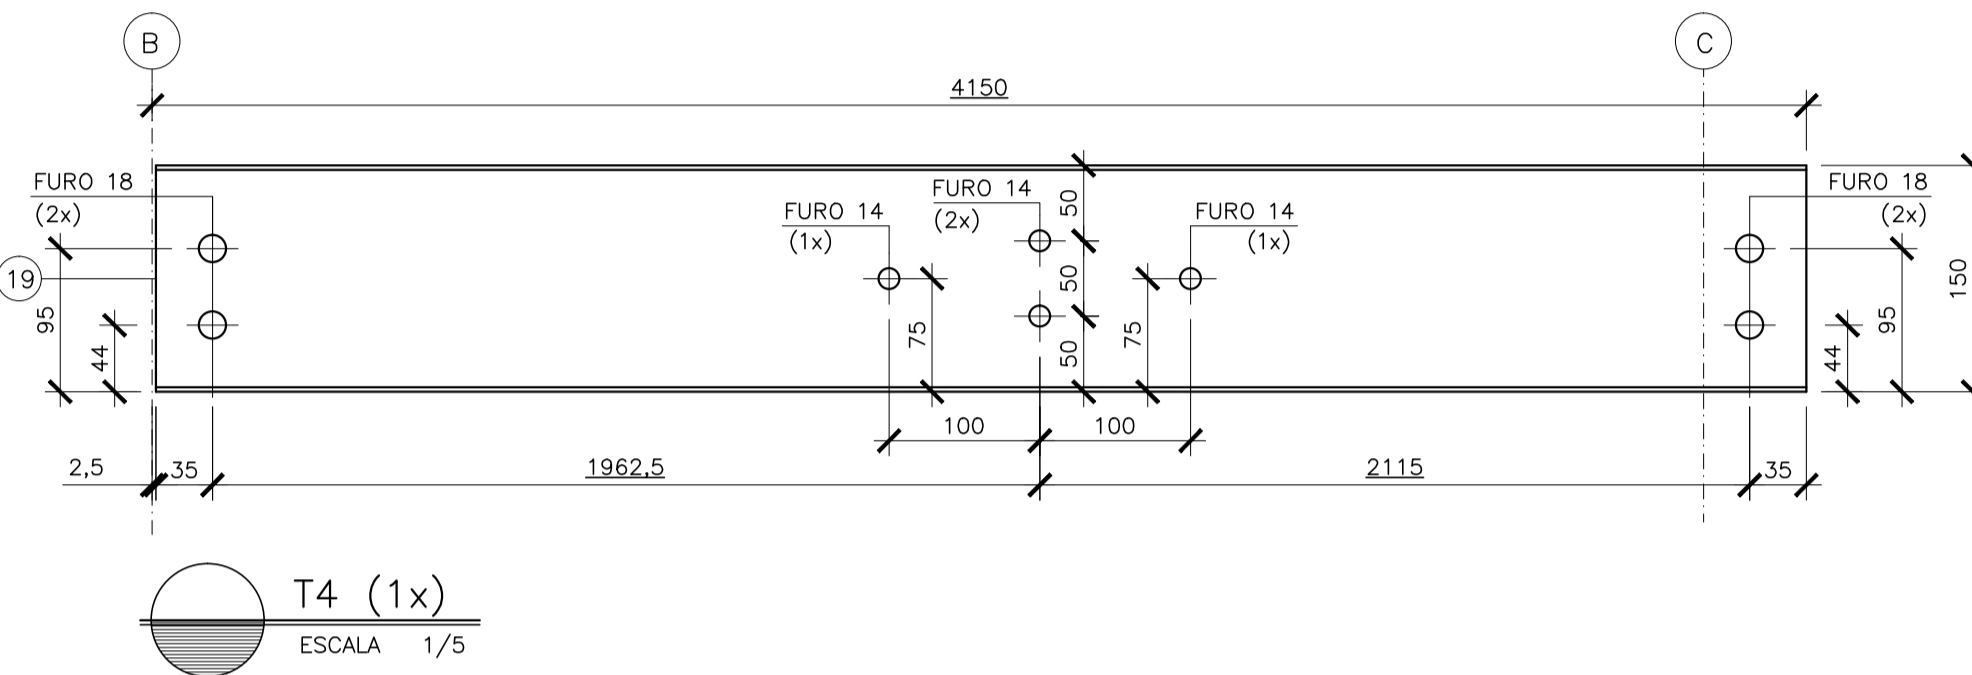 B
C
4150
FURO 18
(2x)
FURO 14
(1x)
FURO 14
(2x)
FURO 14
(1x)
FURO 18
(2x)
50
50
50
19
95
44
75
75
44
95
150
100
100
2,5
35
1962,5
2115
35
T4 (1x)
ESCALA 1/5